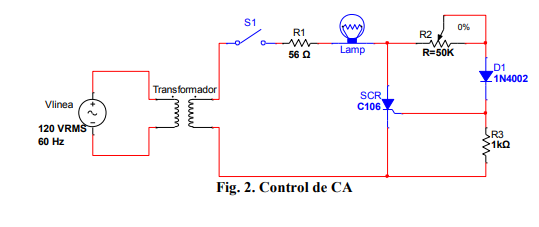 S1
R1
56 Ω
Lamp
R2
0%
R=50K
D1
1N4002
SCR
C106
R3
1kΩ
Transformador
Vlinea
120 VRMS
60 Hz
Fig. 2. Control de CA